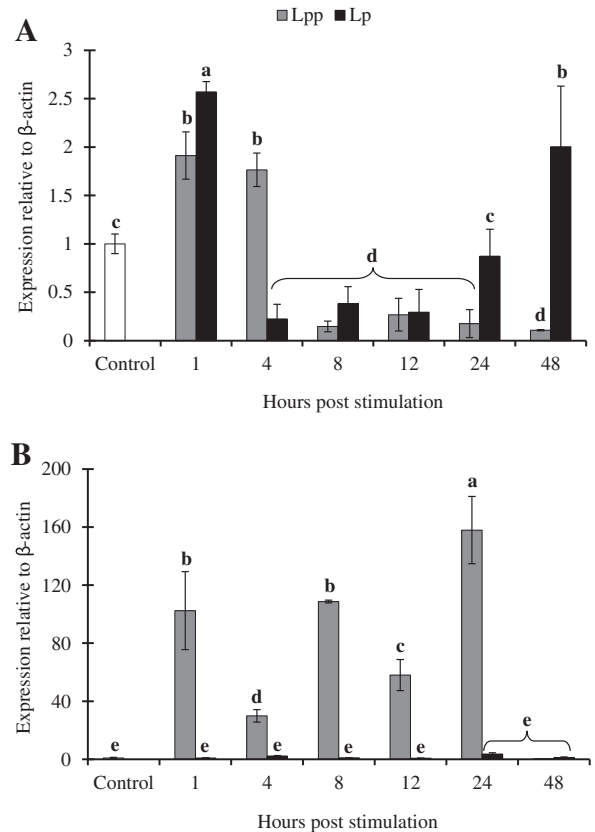 Lpp Lp
A
Expression relative to β-actin
3
2.5
2
1.5
1
0.5
0
c
b
a
b
d
c
d
b
Control 1 4 8 12 24 48
Hours post stimulation
B
Expression relative to β-actin
200
160
120
80
40
0
e
b
e
d
e
b
e
c
e
a
e
Control 1 4 8 12 24 48
Hours post stimulation